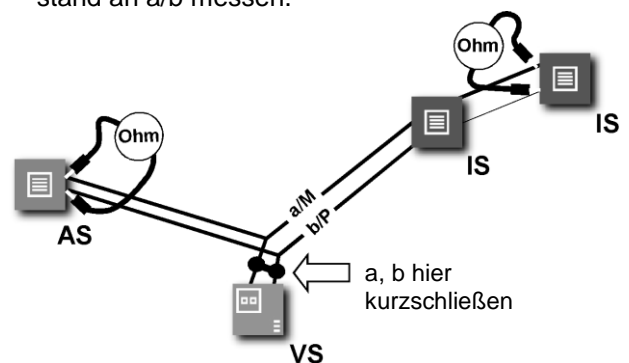 stand an a/b messen.
Ohm
IS
Ohm
IS
a/M
b/P
AS
a, b hier
kurzschließen
VS